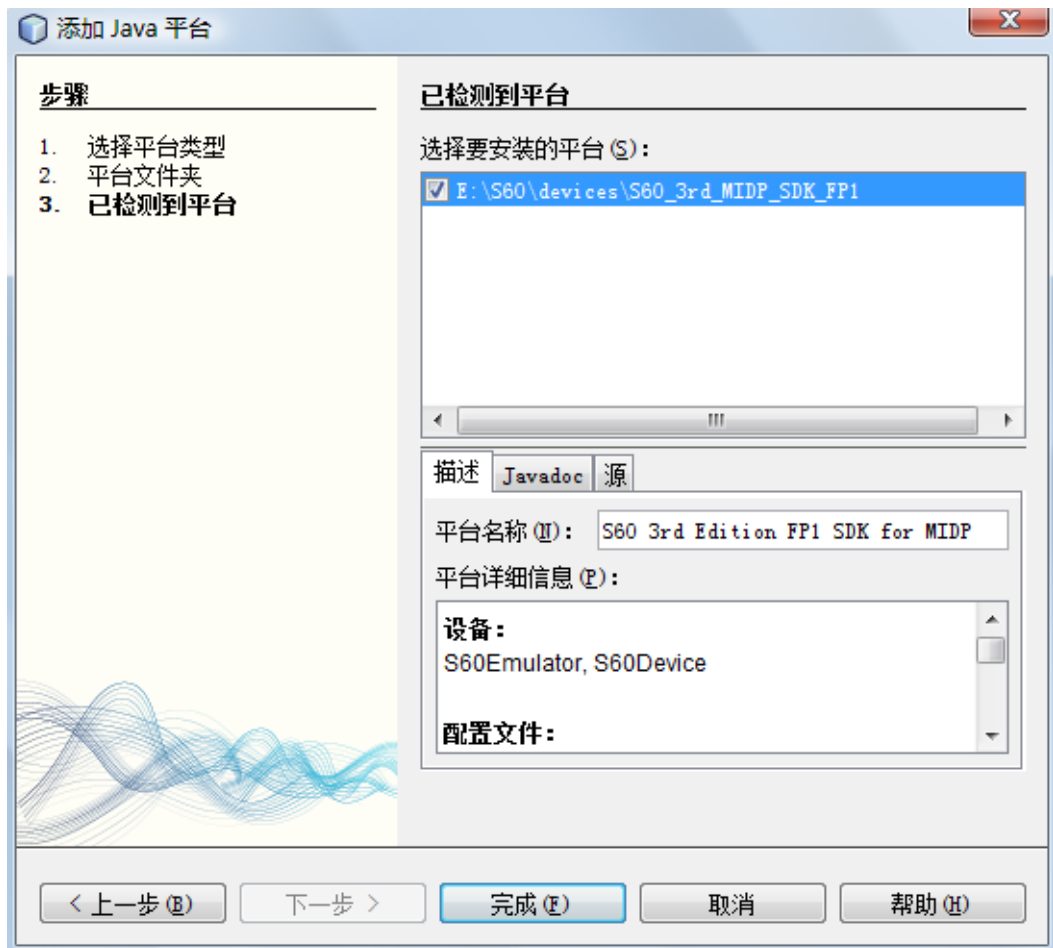 添加 Java 平台
步骤
1. 选择平台类型
2. 平台文件夹
3. 已检测到平台
已检测到平台
选择要安装的平台(S)：
E:\S60\devices\S60_3rd_MIDP_SDK_FP1
描述 Javadoc 源
平台名称(N)： S60 3rd Edition FP1 SDK for MIDP
平台详细信息(P)：
设备：
S60Emulator, S60Device
配置文件：
< 上一步(B) 下一步 > 完成(F) 取消 帮助(H)